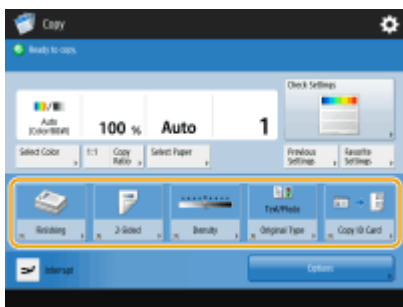 Copy
Ready to copy.
Check Settings
Auto
[Color/B&W]
100 %
Auto
1
Select Color
1:1
Copy
Ratio
Select Paper
Previous
Settings
Favorite
Settings
Text/Photo
Finishing
2-Sided
Density
Original Type
Copy ID Card
Interrupt
Options